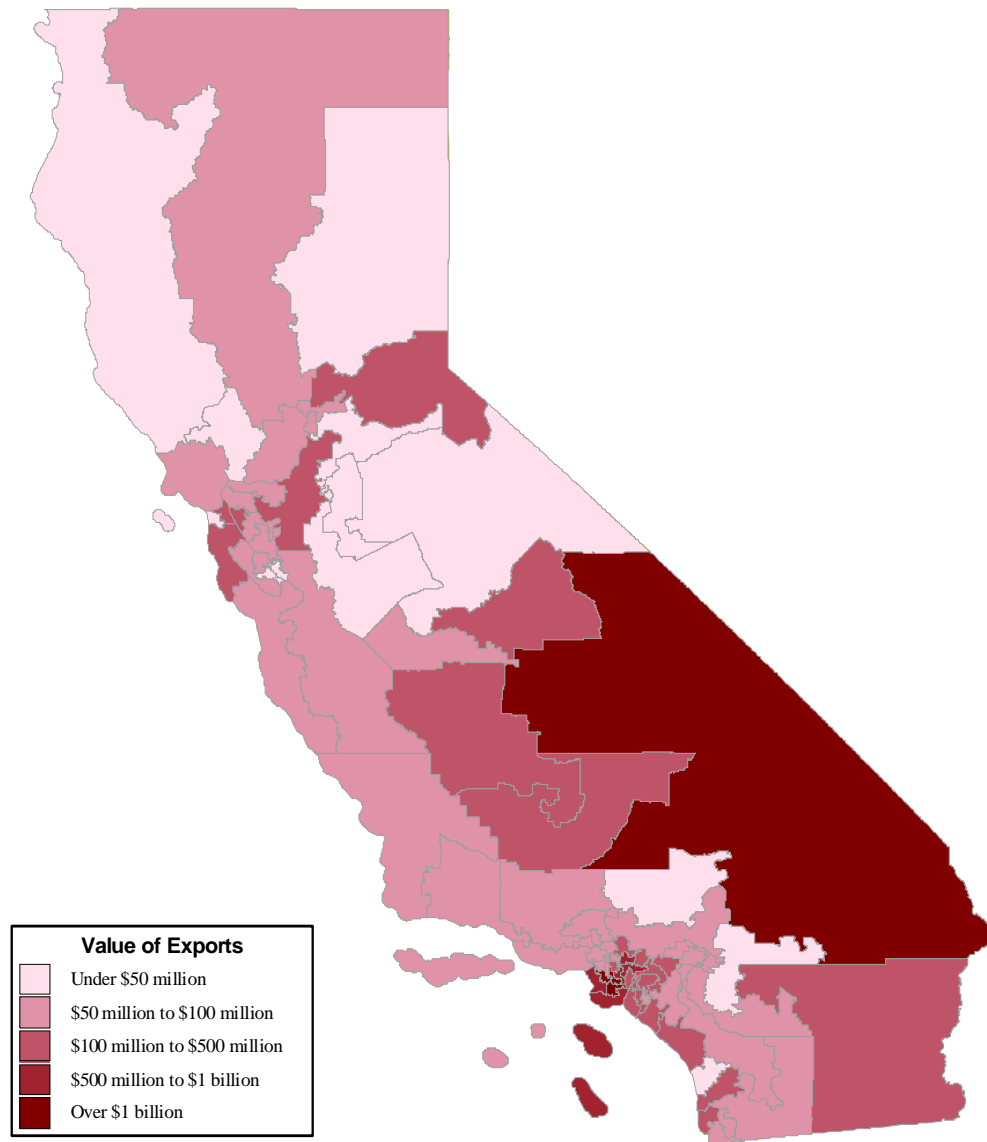 Value of Exports
Under $50 million
$50 million to $100 million
$100 million to $500 million
$500 million to $1 billion
Over $1 billion